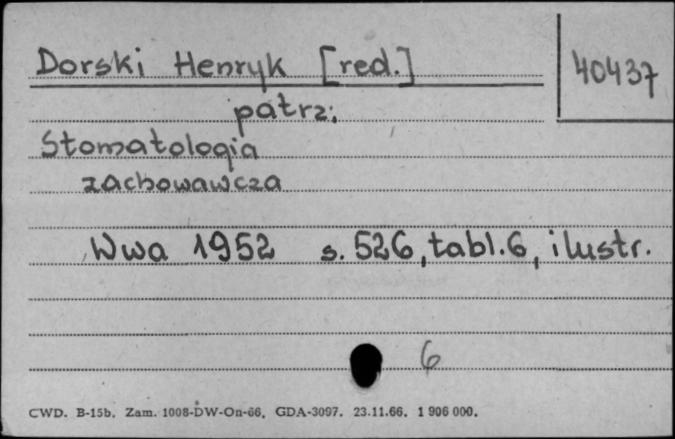 Dorski Henryk [red.]
40437
patrz:
Stomatologia
zachowawcza
Wwa 1952 s. 526, tabl. 6, ilustr.
6
CWD. B-15b. Zam. 1008-DW-On-66. GDA-3097. 23.11.66. 1 906 000.